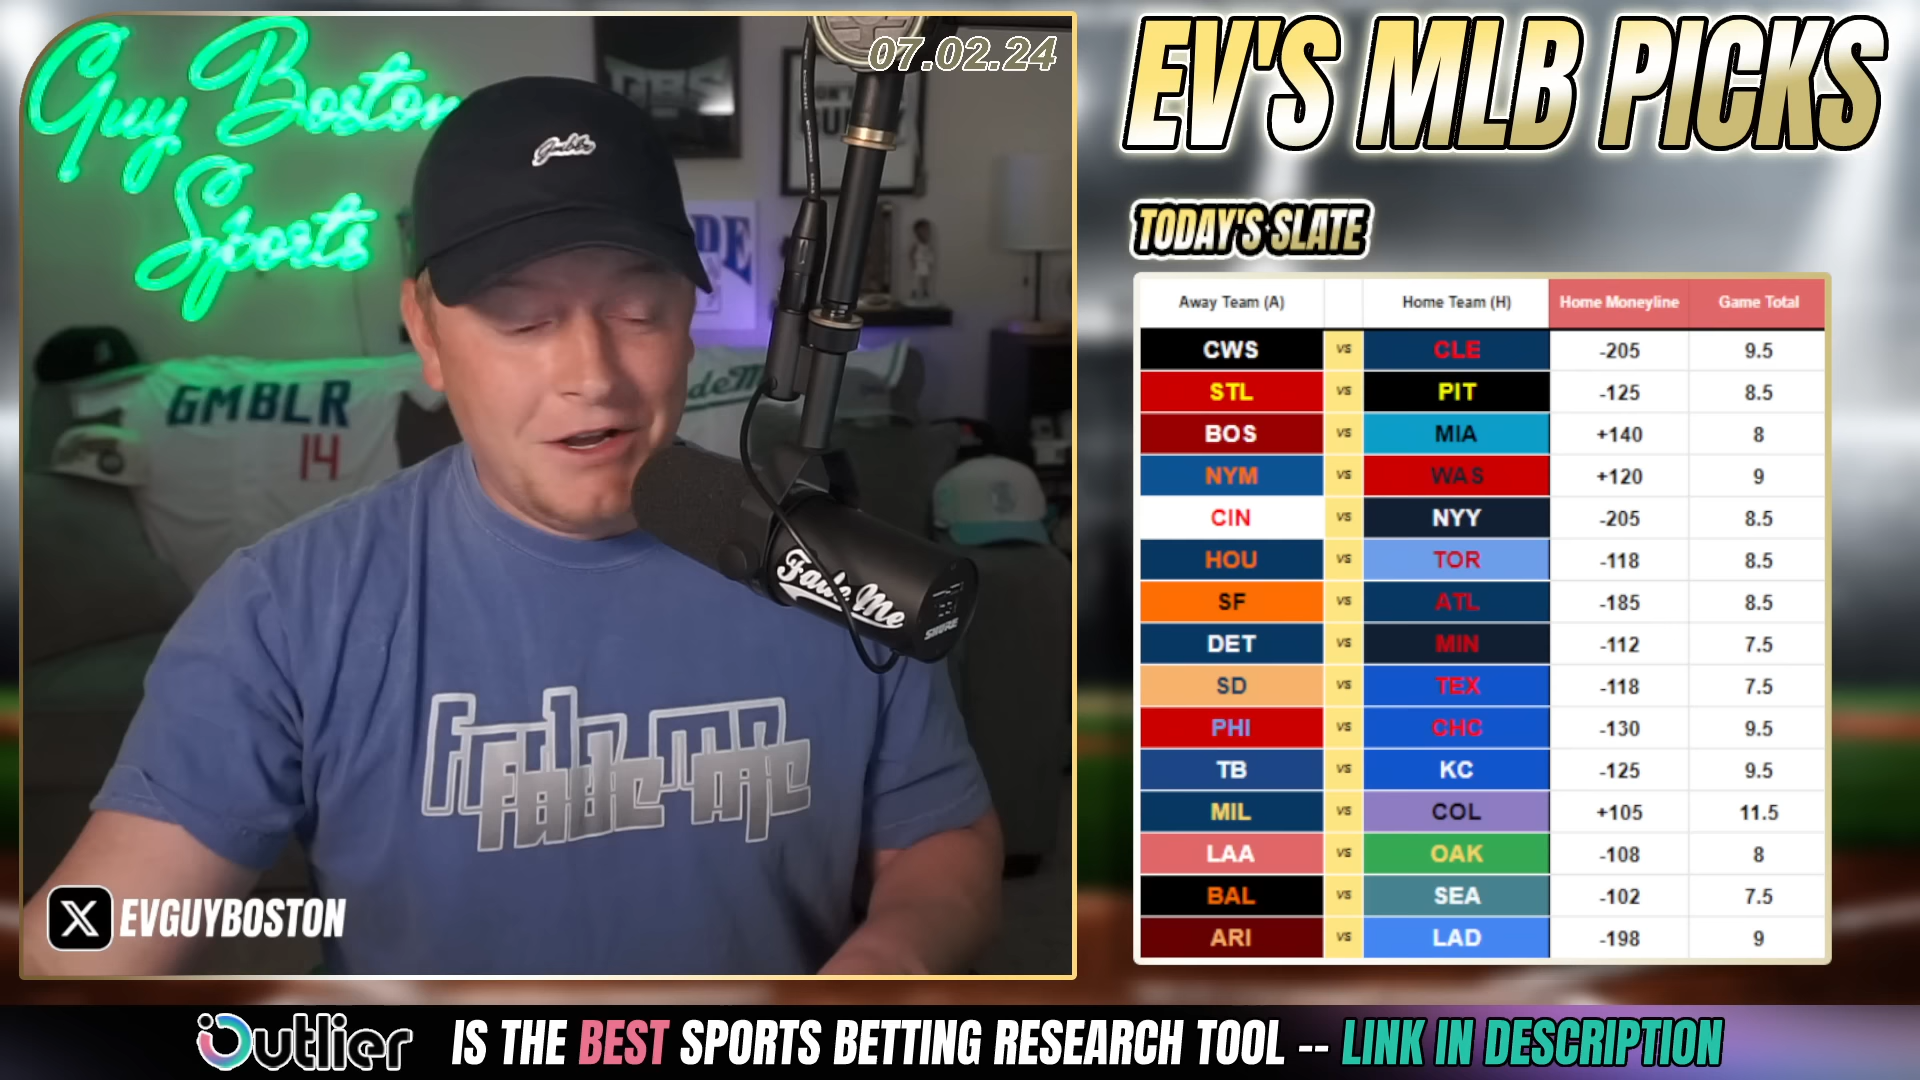 Guy Boston
Sports
07.02.24
GMBLR
14
Gmblr
Fade Me
SHURE
Fade me
Fade me
X EVGUYBOSTON
EV'S MLB PICKS
TODAY'S SLATE
Away Team (A) Home Team (H) Home Moneyline Game Total
CWS VS CLE -205 9.5
STL VS PIT -125 8.5
BOS VS MIA +140 8
NYM VS WAS +120 9
CIN VS NYY -205 8.5
HOU VS TOR -118 8.5
SF VS ATL -185 8.5
DET VS MIN -112 7.5
SD VS TEX -118 7.5
PHI VS CHC -130 9.5
TB VS KC -125 9.5
MIL VS COL +105 11.5
LAA VS OAK -108 8
BAL VS SEA -102 7.5
ARI VS LAD -198 9
Outlier IS THE BEST SPORTS BETTING RESEARCH TOOL -- LINK IN DESCRIPTION